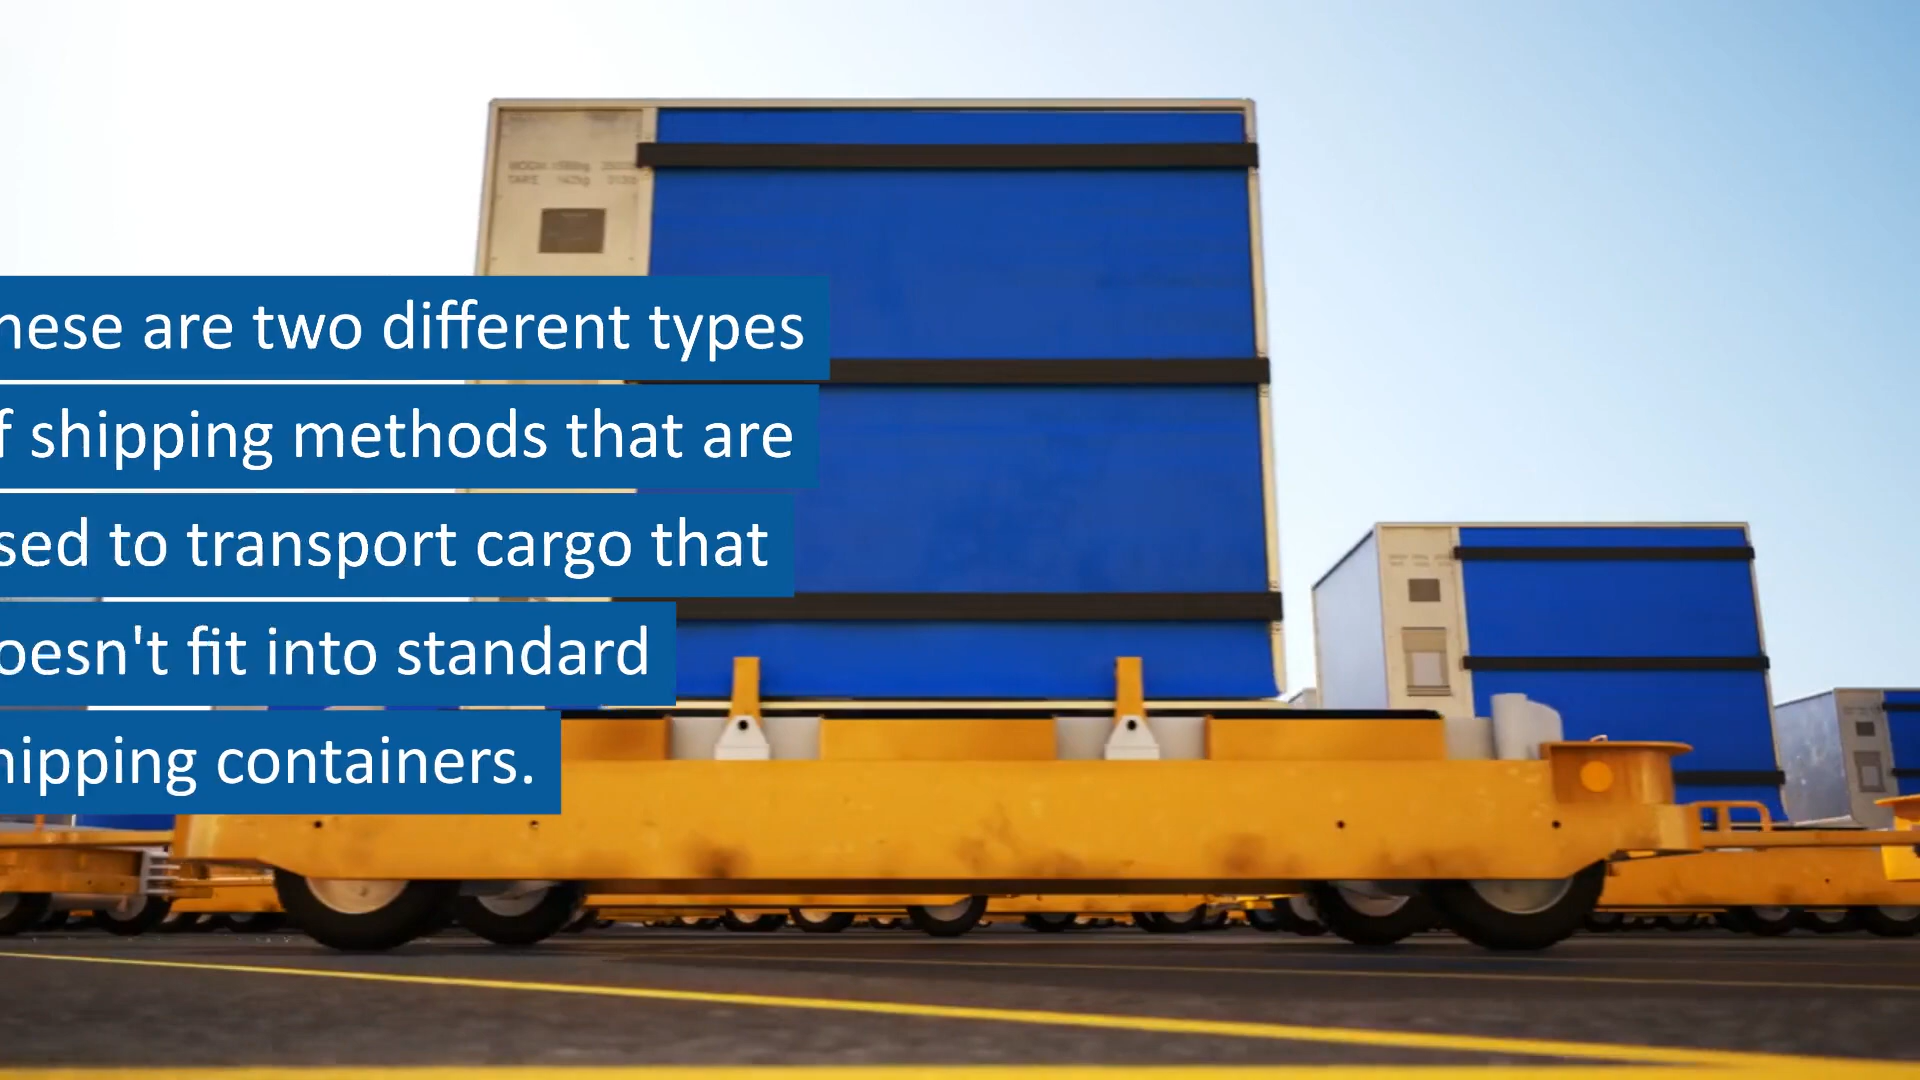 hese are two different types
f shipping methods that are
sed to transport cargo that
oesn't fit into standard
hipping containers.
TARE